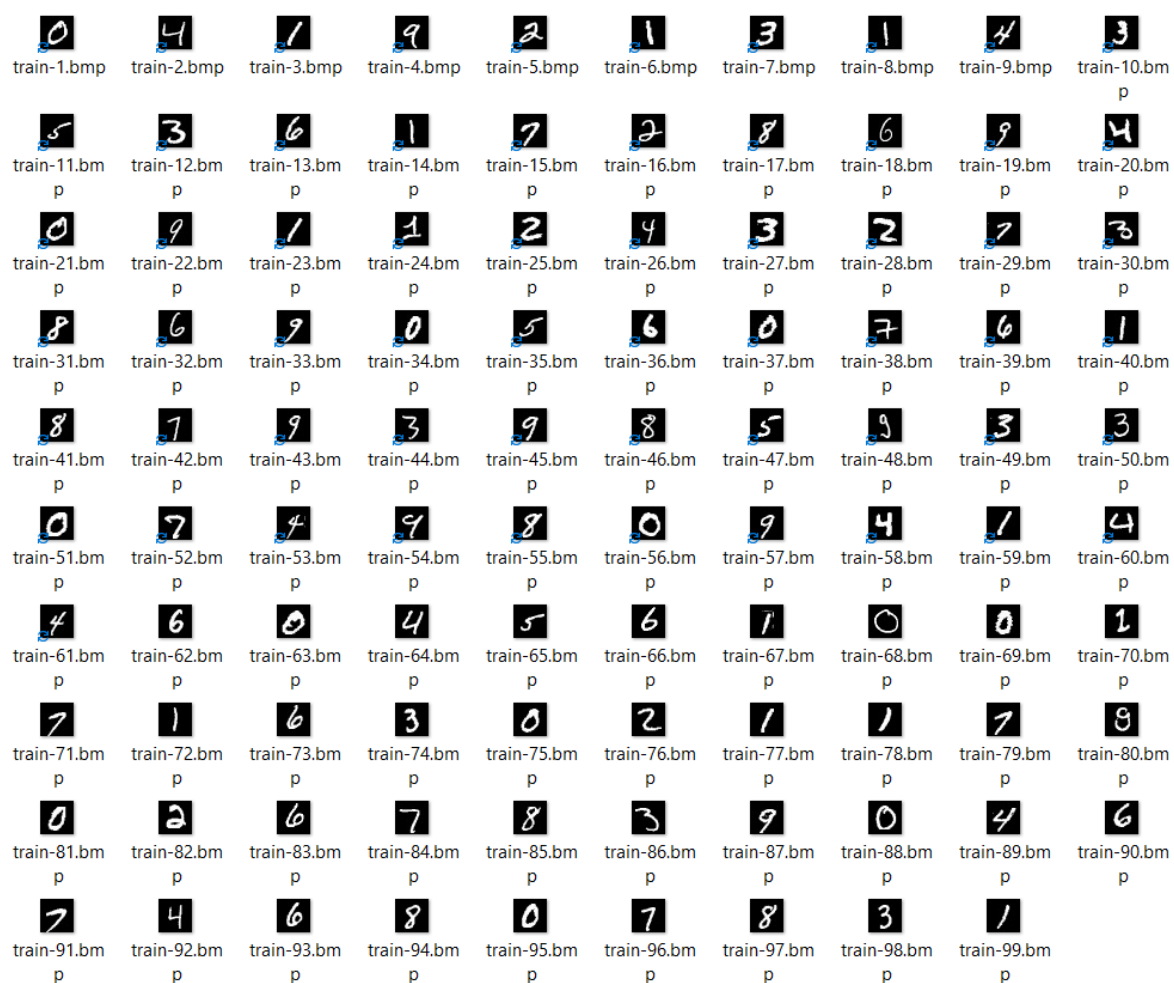 0 4 1 9 2 1 3 1 4 3
train-1.bmp train-2.bmp train-3.bmp train-4.bmp train-5.bmp train-6.bmp train-7.bmp train-8.bmp train-9.bmp train-10.bm
p
5 3 6 1 7 2 8 6 9 4
train-11.bm train-12.bm train-13.bm train-14.bm train-15.bm train-16.bm train-17.bm train-18.bm train-19.bm train-20.bm
p p p p p p p p p p
0 9 1 1 2 4 3 2 7 3
train-21.bm train-22.bm train-23.bm train-24.bm train-25.bm train-26.bm train-27.bm train-28.bm train-29.bm train-30.bm
p p p p p p p p p p
8 6 9 0 5 6 0 7 6 1
train-31.bm train-32.bm train-33.bm train-34.bm train-35.bm train-36.bm train-37.bm train-38.bm train-39.bm train-40.bm
p p p p p p p p p p
8 7 9 3 9 8 5 9 3 3
train-41.bm train-42.bm train-43.bm train-44.bm train-45.bm train-46.bm train-47.bm train-48.bm train-49.bm train-50.bm
p p p p p p p p p p
0 7 4 9 8 0 9 4 1 4
train-51.bm train-52.bm train-53.bm train-54.bm train-55.bm train-56.bm train-57.bm train-58.bm train-59.bm train-60.bm
p p p p p p p p p p
4 6 0 4 5 6 1 0 0 1
train-61.bm train-62.bm train-63.bm train-64.bm train-65.bm train-66.bm train-67.bm train-68.bm train-69.bm train-70.bm
p p p p p p p p p p
7 1 6 3 0 2 1 1 7 9
train-71.bm train-72.bm train-73.bm train-74.bm train-75.bm train-76.bm train-77.bm train-78.bm train-79.bm train-80.bm
p p p p p p p p p p
0 2 6 7 8 3 9 0 4 6
train-81.bm train-82.bm train-83.bm train-84.bm train-85.bm train-86.bm train-87.bm train-88.bm train-89.bm train-90.bm
p p p p p p p p p p
7 4 6 8 0 7 8 3 1
train-91.bm train-92.bm train-93.bm train-94.bm train-95.bm train-96.bm train-97.bm train-98.bm train-99.bm
p p p p p p p p p